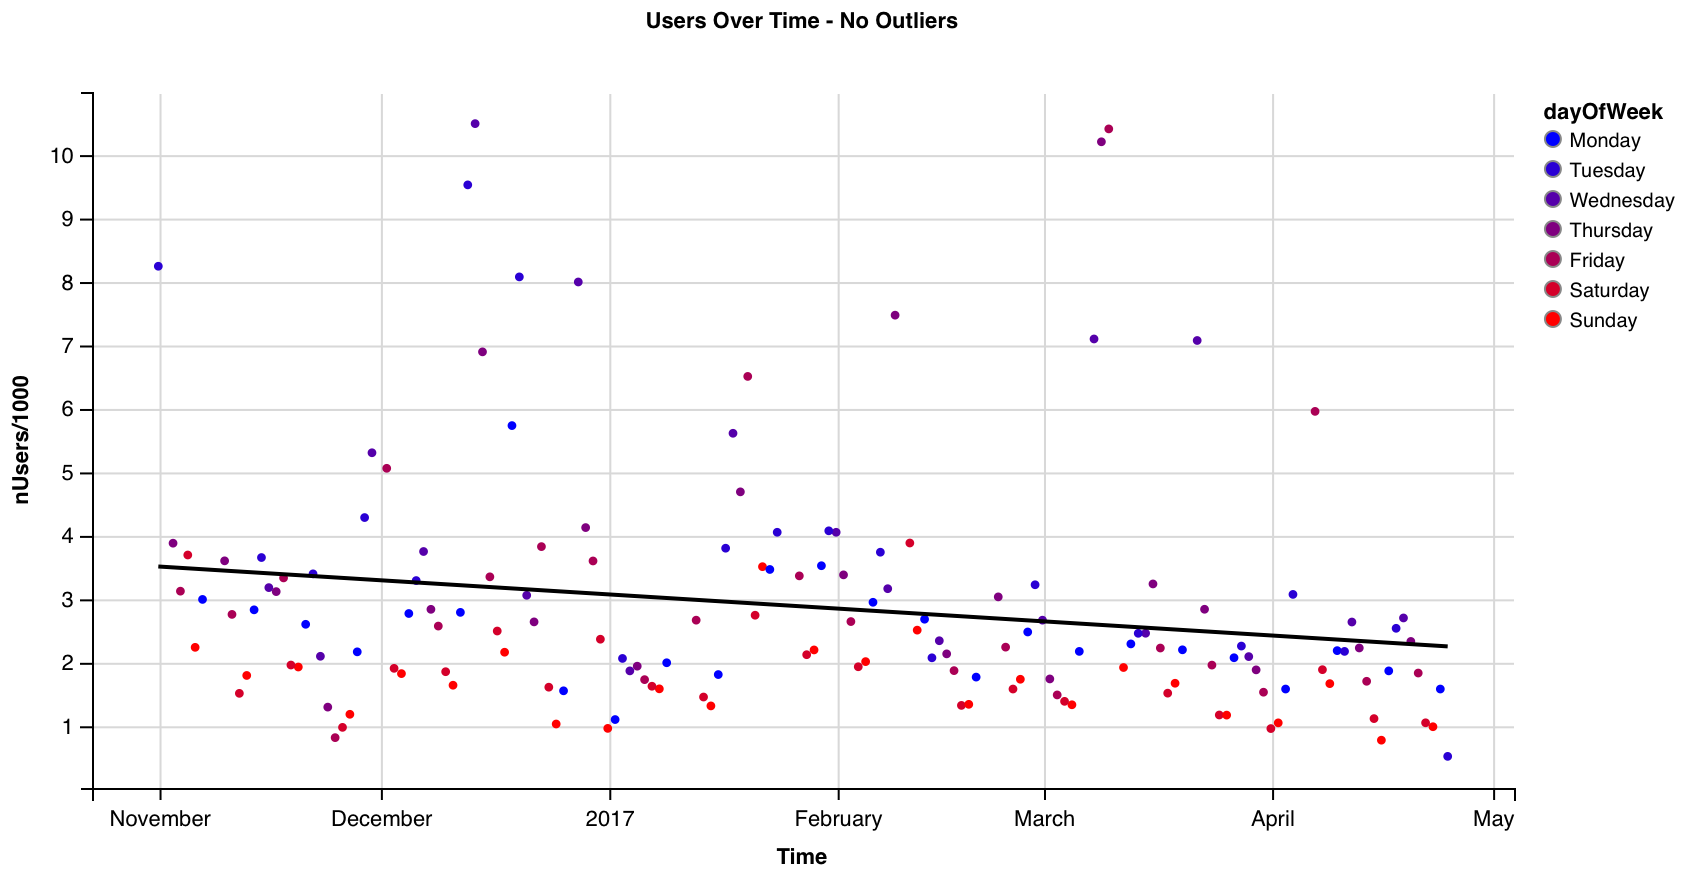 Users Over Time - No Outliers
nUsers/1000
10
9
8
7
6
5
4
3
2
1
November
December
2017
February
March
April
May
Time
dayOfWeek
Monday
Tuesday
Wednesday
Thursday
Friday
Saturday
Sunday